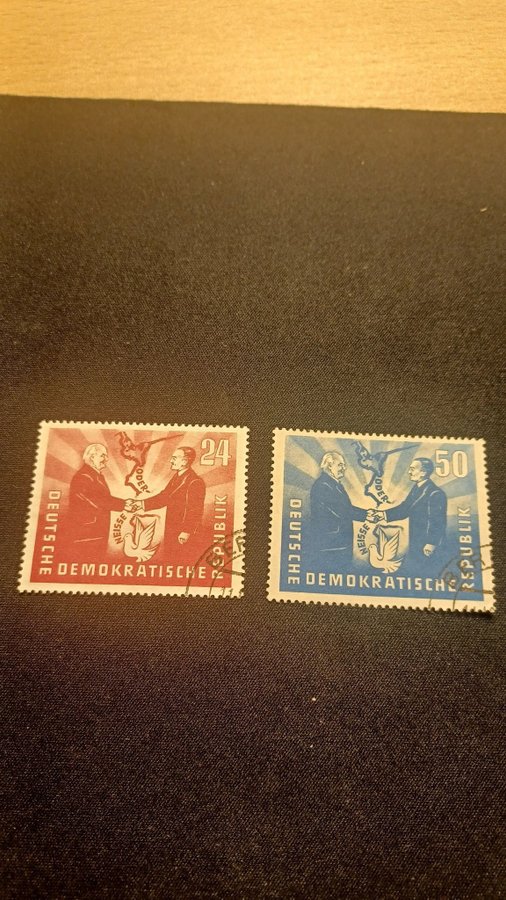 24
ODER
NEISSE
DEUTSCHE
DEMOKRATISCHE
REPUBLIK
50
ODER
NEISSE
DEUTSCHE
DEMOKRATISCHE
REPUBLIK